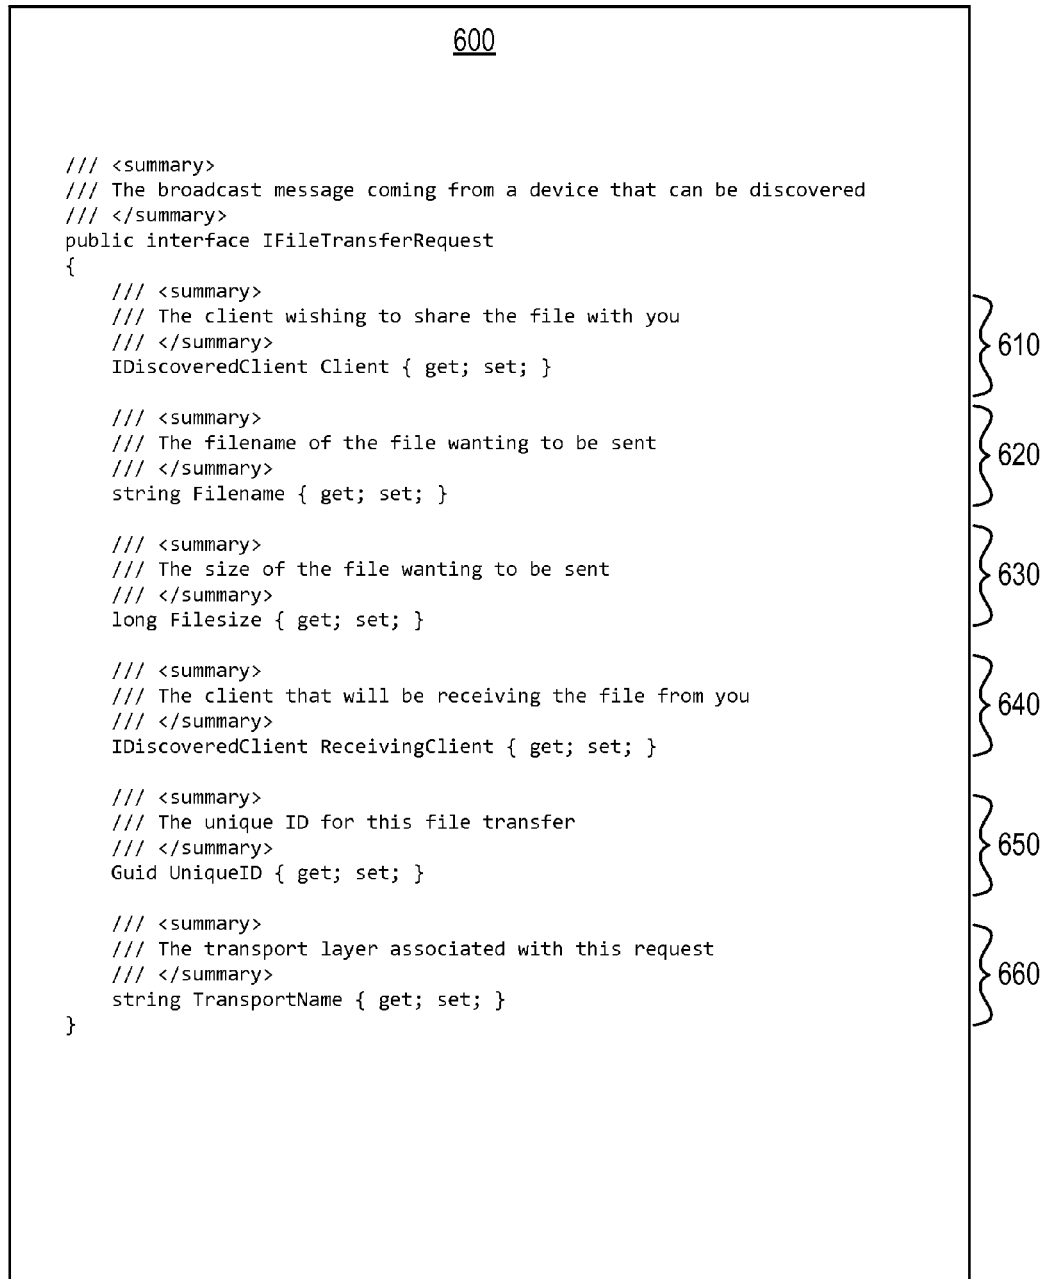 600
/// <summary>
/// The broadcast message coming from a device that can be discovered
/// </summary>
public interface IFileTransferRequest
{
/// <summary>
/// The client wishing to share the file with you
/// </summary>
IDiscoveredClient Client { get; set; }
610
/// <summary>
/// The filename of the file wanting to be sent
/// </summary>
string Filename { get; set; }
620
/// <summary>
/// The size of the file wanting to be sent
/// </summary>
long Filesize { get; set; }
630
/// <summary>
/// The client that will be receiving the file from you
/// </summary>
IDiscoveredClient ReceivingClient { get; set; }
640
/// <summary>
/// The unique ID for this file transfer
/// </summary>
Guid UniqueID { get; set; }
650
/// <summary>
/// The transport layer associated with this request
/// </summary>
string TransportName { get; set; }
660
}